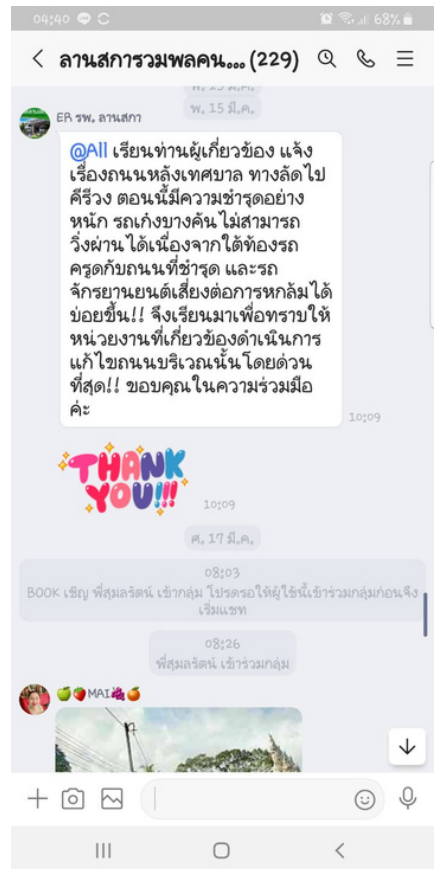 04:40
68%
ลานสการวมพลคน... (229)
พ. 15 มี.ค.
ER รพ. ลานสกา
@All เรียนท่านผู้เกี่ยวข้อง แจ้ง
เรื่องถนนหลังเทศบาล ทางลัดไป
คีรีวง ตอนนี้มีความชำรุดอย่าง
หนัก รถเก๋งบางคันไม่สามารถ
วิ่งผ่านได้เนื่องจากใต้ท้องรถ
ครูดกับถนนที่ชำรุด และรถ
จักรยานยนต์เสี่ยงต่อการหกล้มได้
บ่อยขึ้น!! จึงเรียนมาเพื่อทราบให้
หน่วยงานที่เกี่ยวข้องดำเนินการ
แก้ไขถนนบริเวณนั้นโดยด่วน
ที่สุด!! ขอบคุณในความร่วมมือ
ค่ะ
10:09
THANK
YOU!!!
10:09
ศ. 17 มี.ค.
08:03
BOOK เชิญ พี่สุมลรัตน์ เข้ากลุ่ม โปรดรอให้ผู้ใช้นี้เข้าร่วมกลุ่มก่อนจึง
เริ่มแชท
08:26
พี่สุมลรัตน์ เข้าร่วมกลุ่ม
🍏🍓MAI🍇🍊